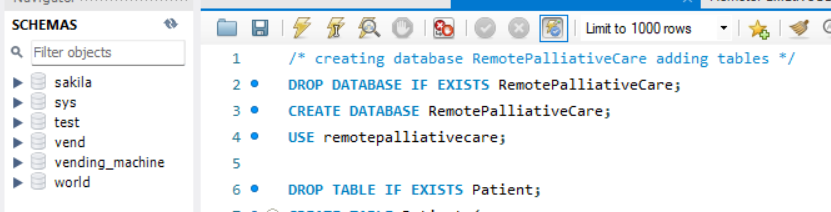 Navigator
SCHEMAS
Filter objects
sakila
sys
test
vend
vending_machine
world
Limit to 1000 rows
1 /* creating database RemotePalliativeCare adding tables */
2 DROP DATABASE IF EXISTS RemotePalliativeCare;
3 CREATE DATABASE RemotePalliativeCare;
4 USE remotepalliativecare;
5
6 DROP TABLE IF EXISTS Patient;